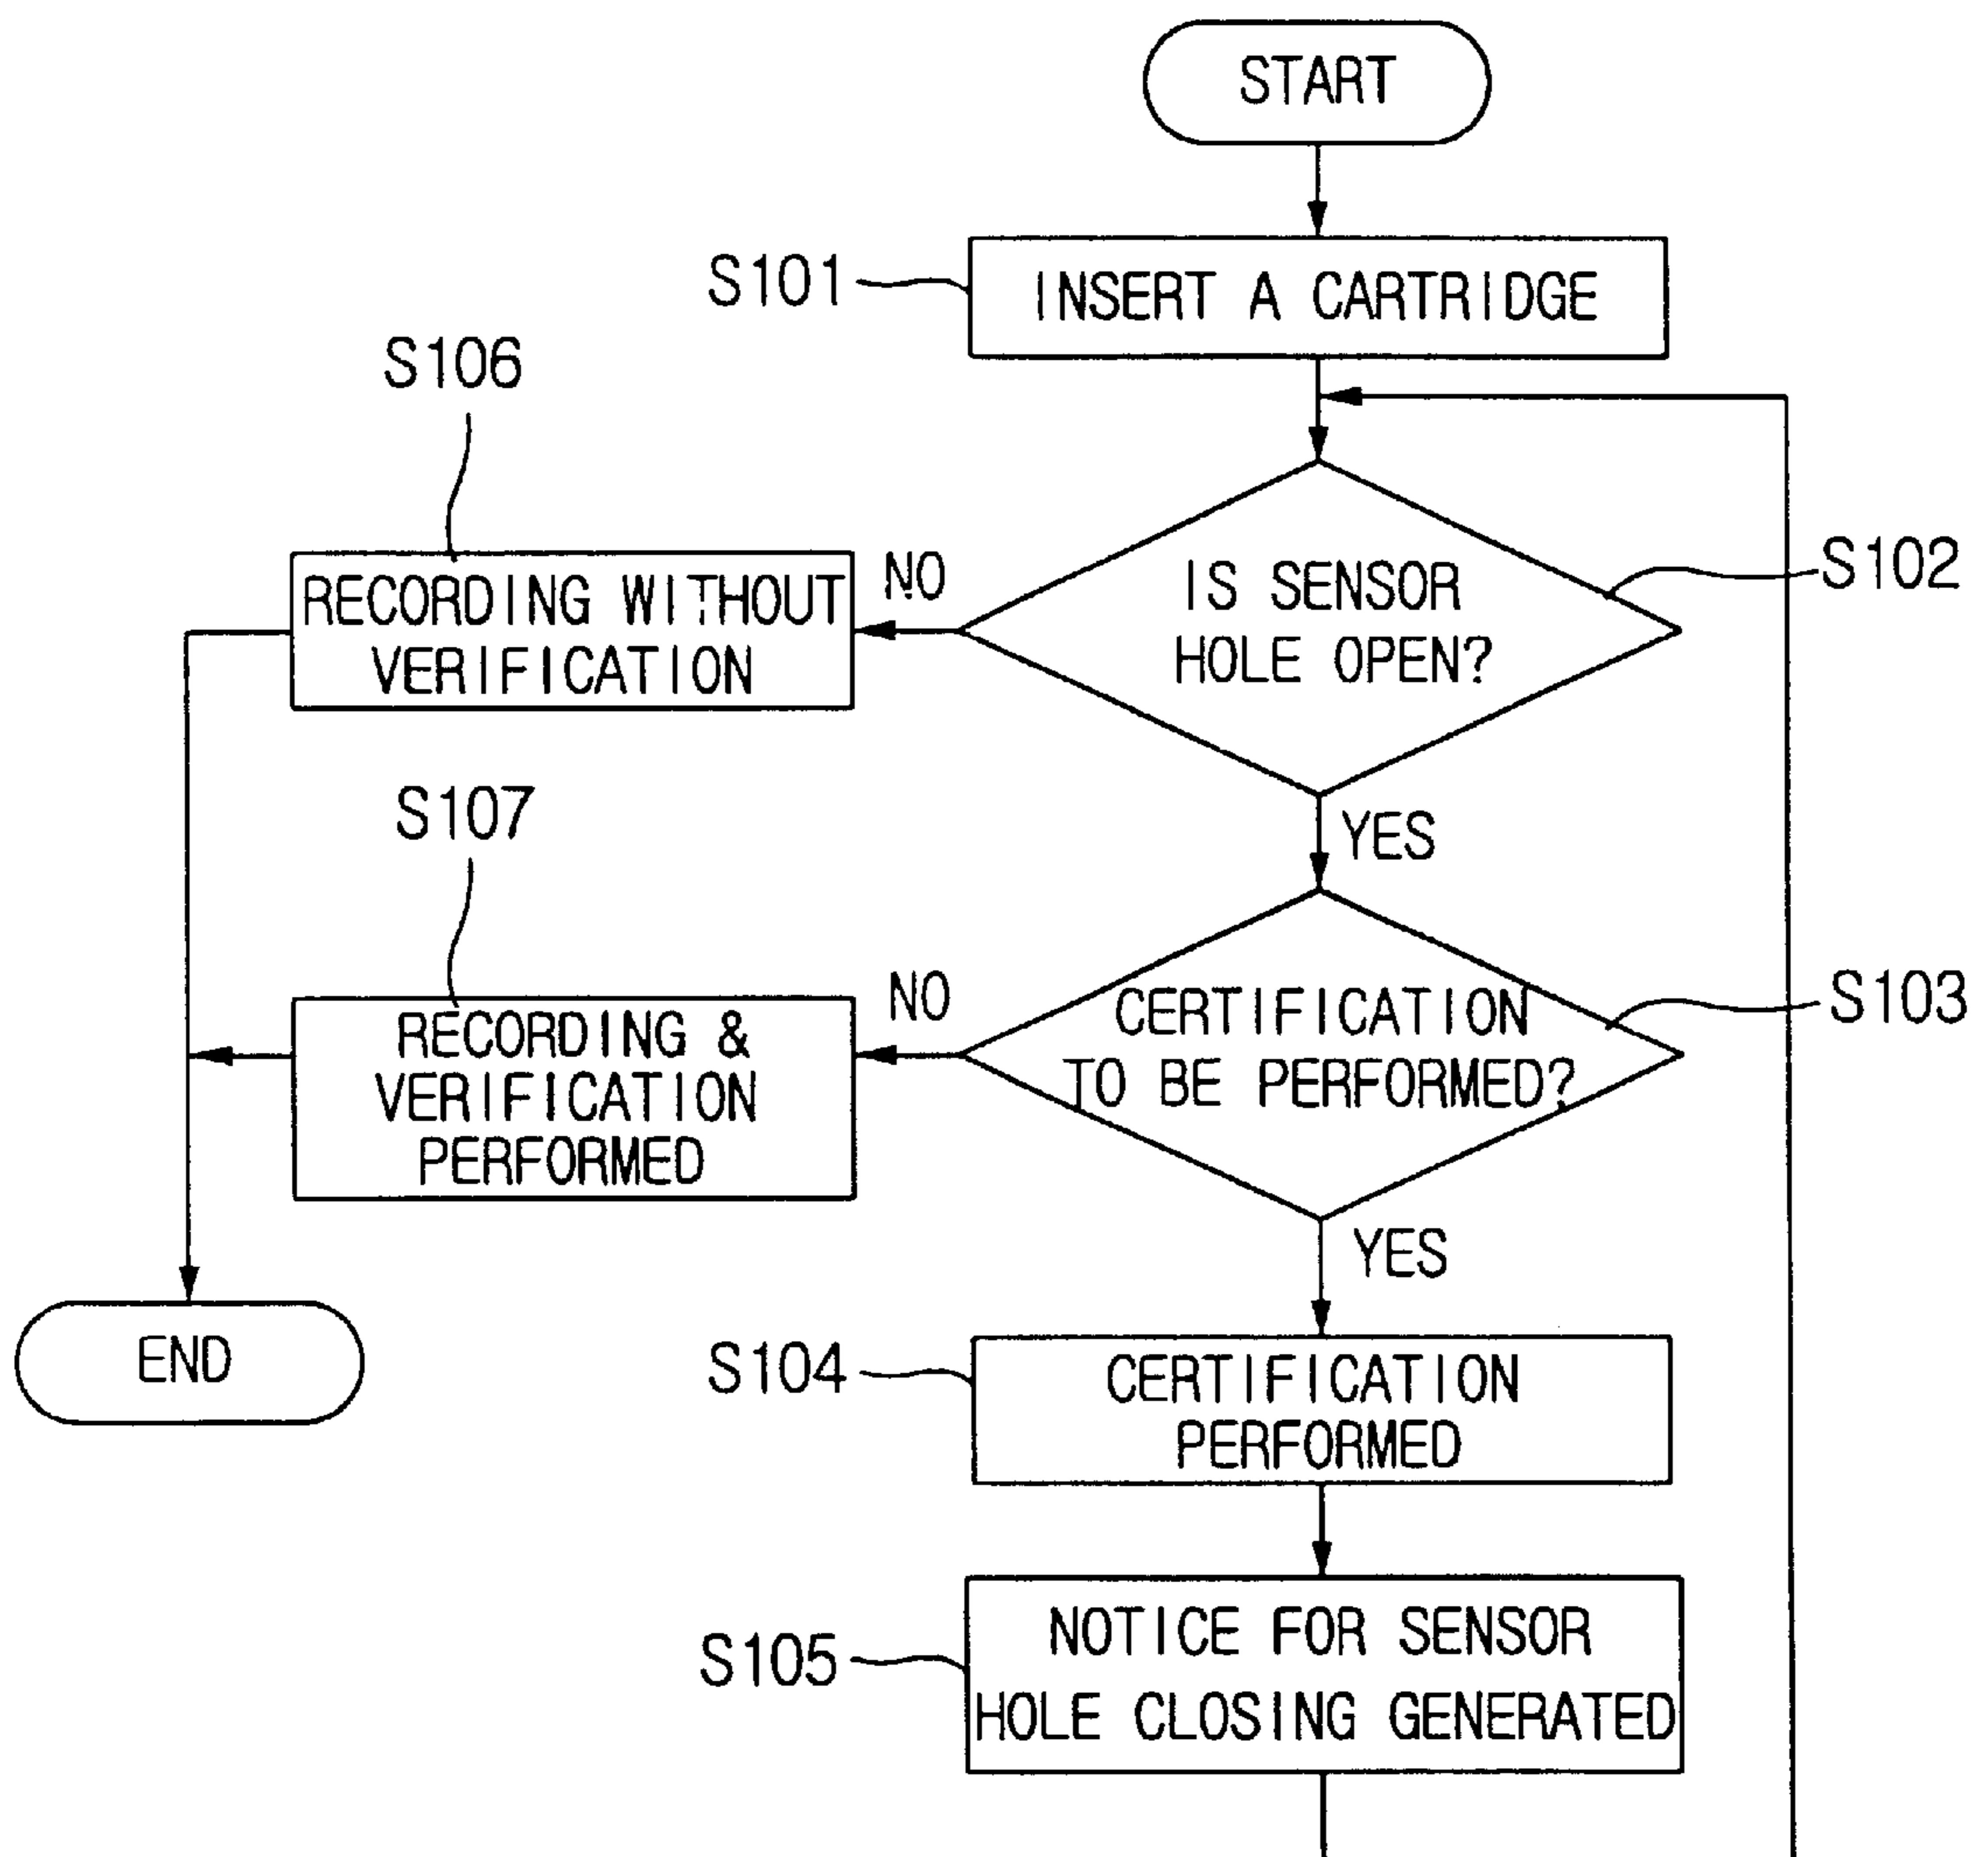 START
S101
INSERT A CARTRIDGE
S106
RECORDING WITHOUT
VERIFICATION
NO
IS SENSOR
HOLE OPEN?
S102
YES
S107
RECORDING &
VERIFICATION
PERFORMED
NO
CERTIFICATION
TO BE PERFORMED?
S103
YES
END
S104
CERTIFICATION
PERFORMED
S105
NOTICE FOR SENSOR
HOLE CLOSING GENERATED